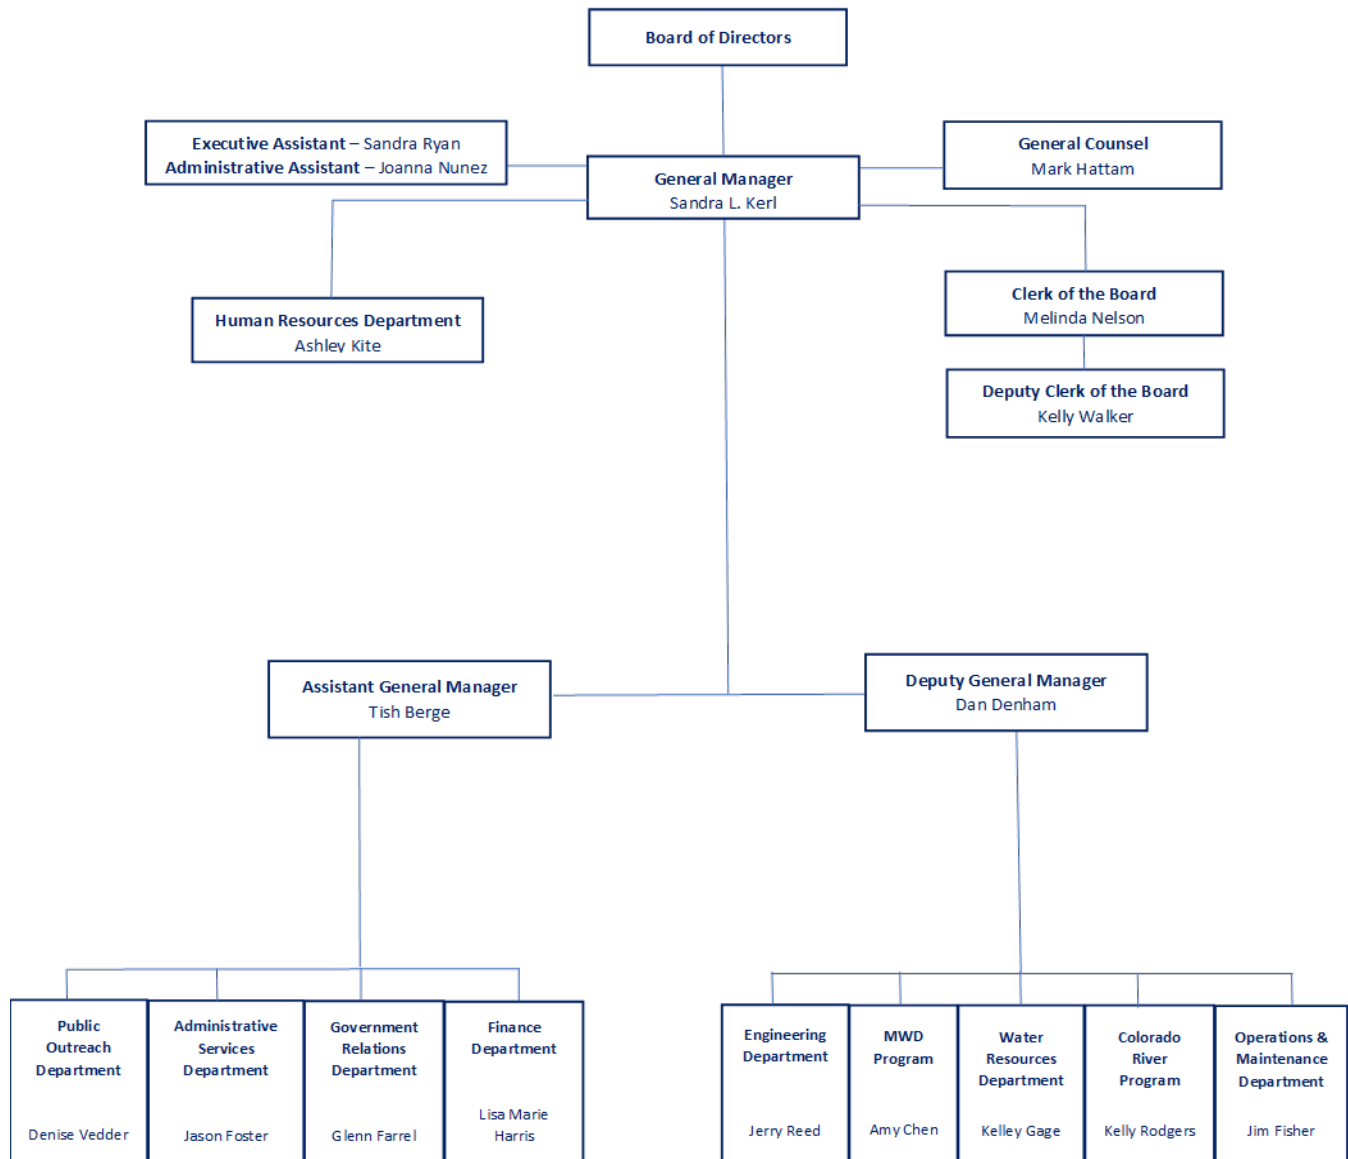 Board of Directors
Executive Assistant – Sandra Ryan
Administrative Assistant – Joanna Nunez
General Counsel
Mark Hattam
General Manager
Sandra L. Kerl
Clerk of the Board
Melinda Nelson
Human Resources Department
Ashley Kite
Deputy Clerk of the Board
Kelly Walker
Assistant General Manager
Tish Berge
Deputy General Manager
Dan Denham
Public
Outreach
Department
Denise Vedder
Administrative
Services
Department
Jason Foster
Government
Relations
Department
Glenn Farrel
Finance
Department
Lisa Marie
Harris
Engineering
Department
Jerry Reed
MWD
Program
Amy Chen
Water
Resources
Department
Kelley Gage
Colorado
River
Program
Kelly Rodgers
Operations &
Maintenance
Department
Jim Fisher